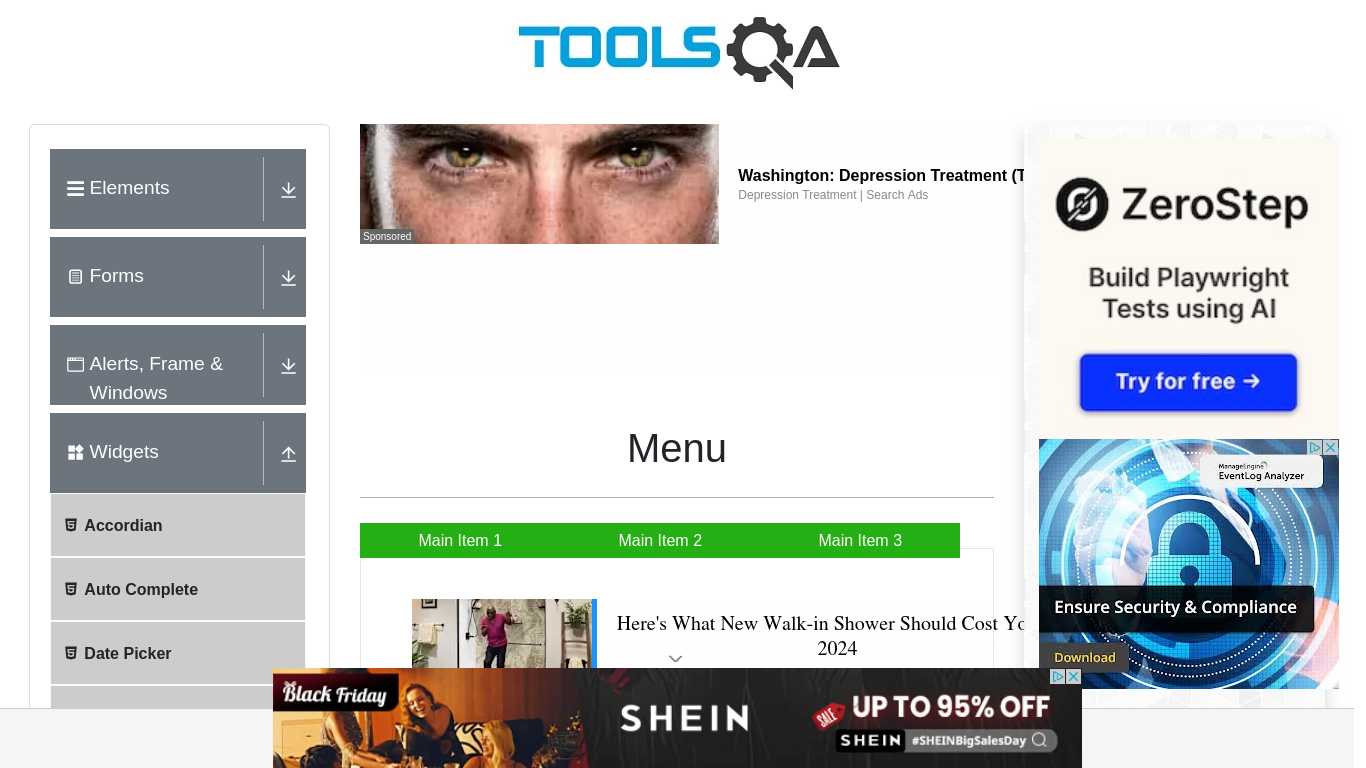 TOOLSQA
Elements
Forms
Alerts, Frame &
Windows
Widgets
Accordian
Auto Complete
Date Picker
Sponsored
Washington: Depression Treatment (T
Depression Treatment | Search Ads
Menu
Main Item 1
Main Item 2
Main Item 3
Here's What New Walk-in Shower Should Cost Yo
2024
ZeroStep
Build Playwright
Tests using AI
Try for free →
ManageEngine
EventLog Analyzer
Ensure Security & Compliance
Download
Black Friday
SHEIN
SALE
UP TO 95% OFF
SHEIN #SHEINBigSalesDay